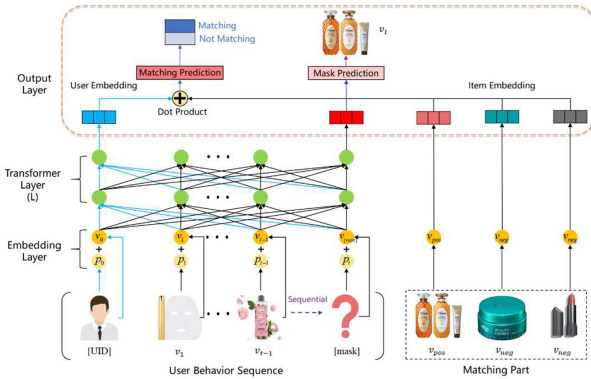 Matching
Not Matching
v_t
Output
Layer
User Embedding
Matching Prediction
Mask Prediction
Item Embedding
Dot Product
Transformer
Layer
(L)
...
...
Embedding
Layer
v_0 v_1 ... v_{t-1} v_{[mask]} v_{pos} v_{neg} v_{neg}
+ + + +
p_0 p_1 p_{t-1} p_t
Sequential
?
[UID] v_1 v_{t-1} [mask] v_{pos} v_{neg} v_{neg}
User Behavior Sequence Matching Part